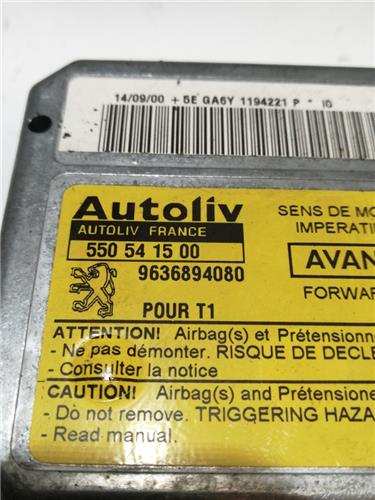 14/09/00 + 5E GA6Y 1194221 P * IG
Autoliv
AUTOLIV FRANCE
550 54 15 00
9636894080
POUR T1
SENS DE MO
IMPERATI
AVAN
FORWAR
ATTENTION! Airbag(s) et Prétensionn
- Ne pas démonter. RISQUE DE DECLE
- Consulter la notice
CAUTION! Airbag(s) and Pretensione
- Do not remove. TRIGGERING HAZA
- Read manual.